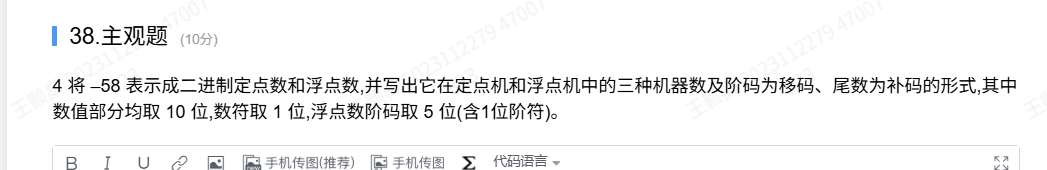 38.主观题 (10分)
4 将 –58 表示成二进制定点数和浮点数,并写出它在定点机和浮点机中的三种机器数及阶码为移码、尾数为补码的形式,其中
数值部分均取 10 位,数符取 1 位,浮点数阶码取 5 位(含1位阶符)。
B I U 手机传图(推荐) 手机传图 Σ 代码语言